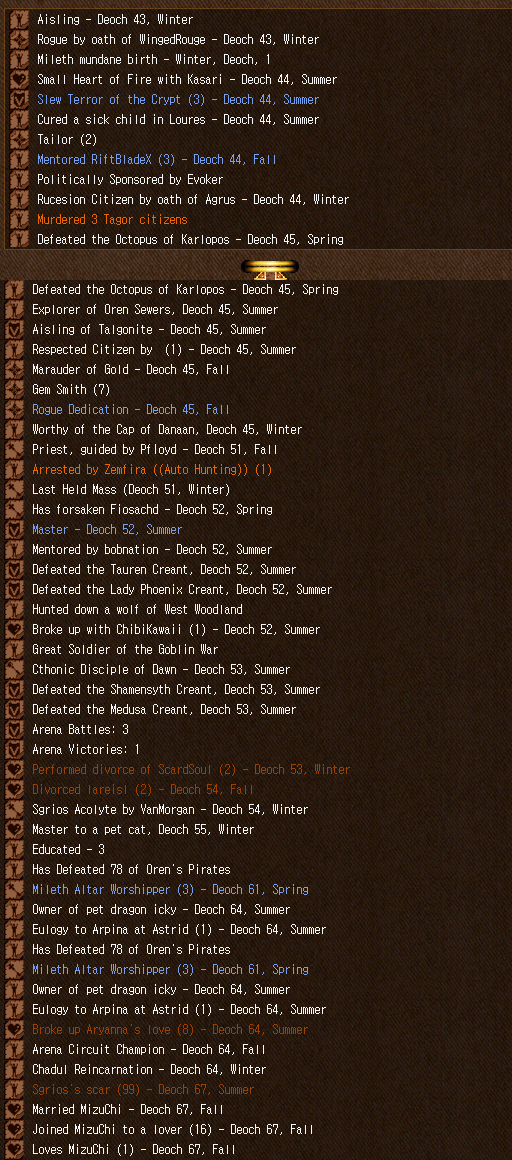 Aisling - Deoch 43, Winter
Rogue by oath of WingedRouge - Deoch 43, Winter
Mileth mundane birth - Winter, Deoch, 1
Small Heart of Fire with Kasari - Deoch 44, Summer
Slew Terror of the Crypt (3) - Deoch 44, Summer
Cured a sick child in Loures - Deoch 44, Summer
Tailor (2)
Mentored RiftBladeX (3) - Deoch 44, Fall
Politically Sponsored by Evoker
Rucesion Citizen by oath of Agrus - Deoch 44, Winter
Murdered 3 Tagor citizens
Defeated the Octopus of Karlopos - Deoch 45, Spring
Defeated the Octopus of Karlopos - Deoch 45, Spring
Explorer of Oren Sewers, Deoch 45, Summer
Aisling of Talgonite - Deoch 45, Summer
Respected Citizen by  (1) - Deoch 45, Summer
Marauder of Gold - Deoch 45, Fall
Gem Smith (7)
Rogue Dedication - Deoch 45, Fall
Worthy of the Cap of Danaan, Deoch 45, Winter
Priest, guided by Pfloyd - Deoch 51, Fall
Arrested by Zemfira ((Auto Hunting)) (1)
Last Held Mass (Deoch 51, Winter)
Has forsaken Fiosachd - Deoch 52, Spring
Master - Deoch 52, Summer
Mentored by bobnation - Deoch 52, Summer
Defeated the Tauren Creant, Deoch 52, Summer
Defeated the Lady Phoenix Creant, Deoch 52, Summer
Hunted down a wolf of West Woodland
Broke up with ChibiKawaii (1) - Deoch 52, Summer
Great Soldier of the Goblin War
Cthonic Disciple of Dawn - Deoch 53, Summer
Defeated the Shamensyth Creant, Deoch 53, Summer
Defeated the Medusa Creant, Deoch 53, Summer
Arena Battles: 3
Arena Victories: 1
Performed divorce of ScardSoul (2) - Deoch 53, Winter
Divorced lareisi (2) - Deoch 54, Fall
Sgrios Acolyte by VanMorgan - Deoch 54, Winter
Master to a pet cat, Deoch 55, Winter
Educated - 3
Has Defeated 78 of Oren's Pirates
Mileth Altar Worshipper (3) - Deoch 61, Spring
Owner of pet dragon icky - Deoch 64, Summer
Eulogy to Arpina at Astrid (1) - Deoch 64, Summer
Has Defeated 78 of Oren's Pirates
Mileth Altar Worshipper (3) - Deoch 61, Spring
Owner of pet dragon icky - Deoch 64, Summer
Eulogy to Arpina at Astrid (1) - Deoch 64, Summer
Broke up Aryanna's love (8) - Deoch 64, Summer
Arena Circuit Champion - Deoch 64, Fall
Chadul Reincarnation - Deoch 64, Winter
Sgrios's scar (99) - Deoch 67, Summer
Married MizuChi - Deoch 67, Fall
Joined MizuChi to a lover (16) - Deoch 67, Fall
Loves MizuChi (1) - Deoch 67, Fall